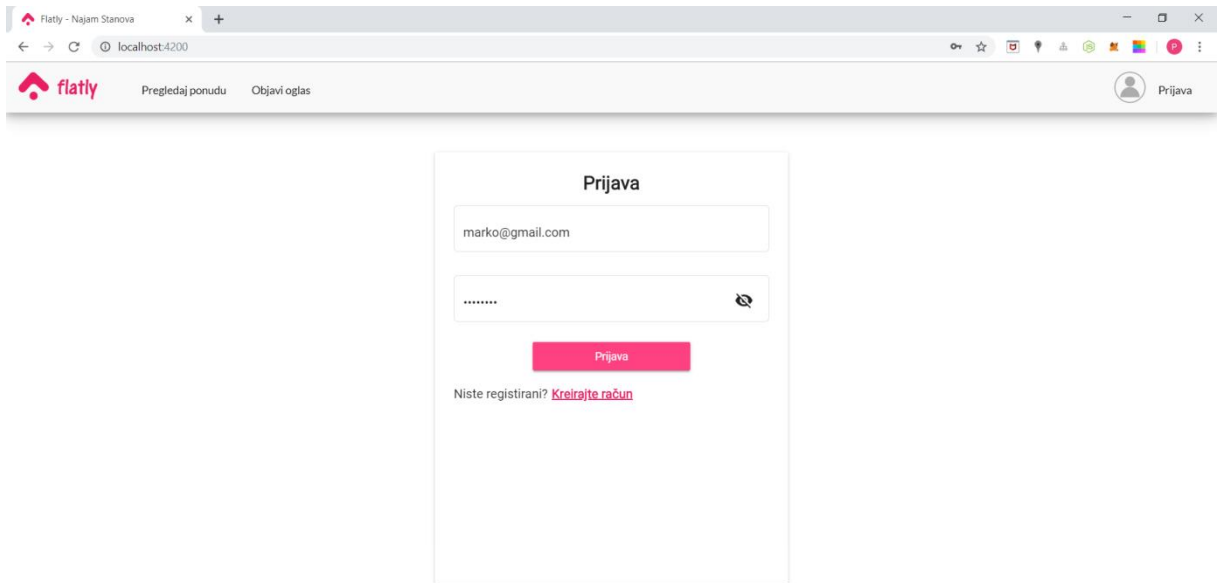 Flatly - Najam Stanova
localhost:4200
flatly Pregledaj ponudu Objavi oglas Prijava
Prijava
marko@gmail.com
••••••••
Prijava
Niste registirani? Kreirajte račun
P